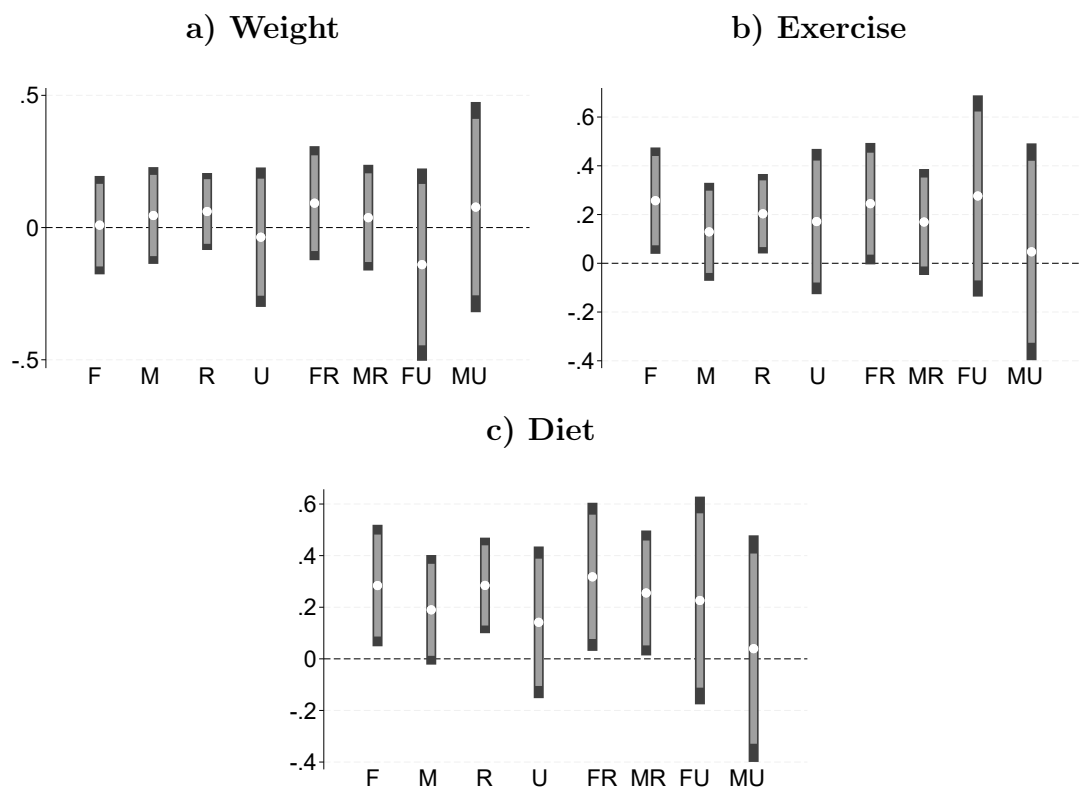 a) Weight
.5
0
-.5
F M R U FR MR FU MU
b) Exercise
.6
.4
.2
0
-.2
-.4
F M R U FR MR FU MU
c) Diet
.6
.4
.2
0
-.2
-.4
F M R U FR MR FU MU